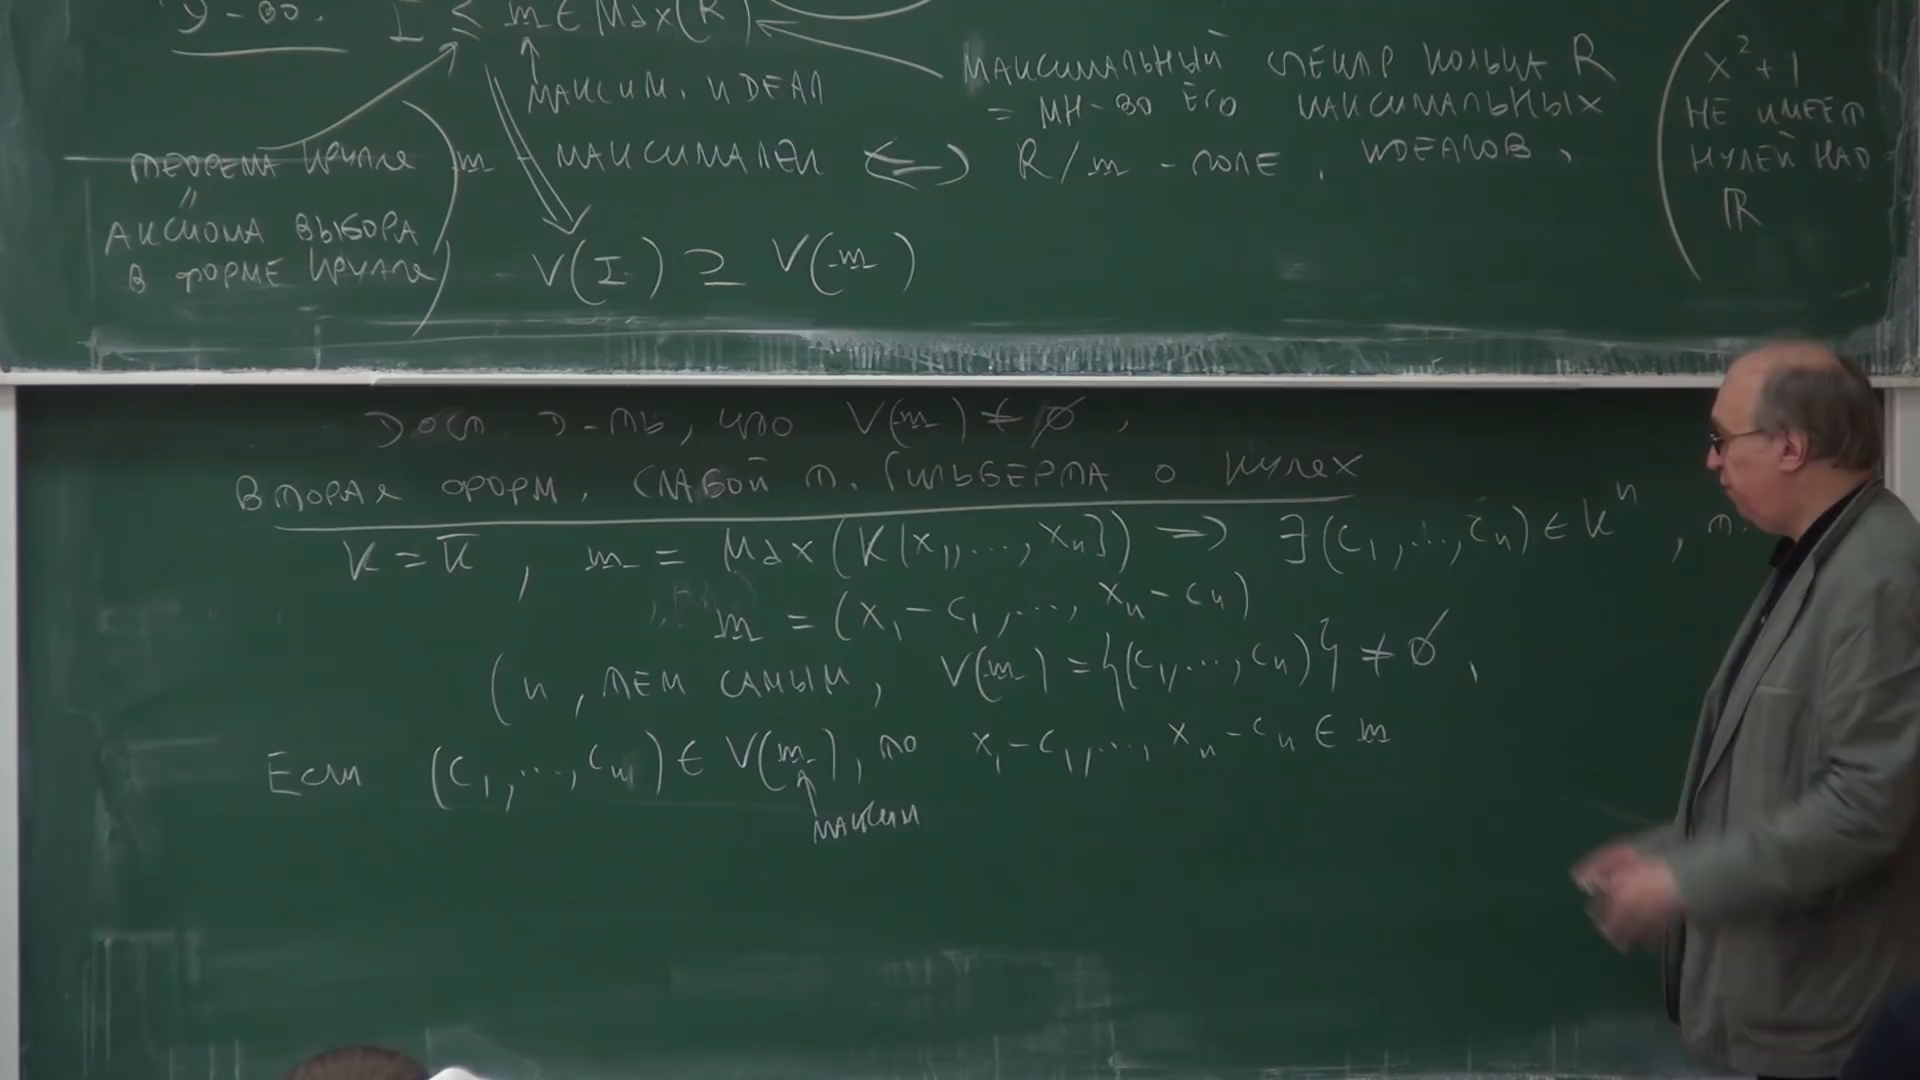 Д-во. I ≤ m ∈ Max(R)
МАКСИМ. ИДЕАЛ
МАКСИМАЛЬНЫЙ СПЕКТР КОЛЬЦА R
= МН-ВО ЕГО МАКСИМАЛЬНЫХ ИДЕАЛОВ.
x² + 1
НЕ ИМЕЕТ
НУЛЕЙ НАД
ℝ
ТЕОРЕМА КРУЛЛЯ
"
АКСИОМА ВЫБОРА
В ФОРМЕ КРУЛЛЯ)
m - МАКСИМАЛЕН <=> R/m - ПОЛЕ.
V(I) ⊇ V(m)
Дост д-ть, что V(m) ≠ ∅,
ВТОРАЯ ФОРМ. СЛАБОЙ Т. ГИЛЬБЕРТА О НУЛЯХ
K = K̅, m = Max(K[x₁,...,xₙ]) => ∃(c₁,...,cₙ) ∈ Kⁿ, т.
m = (x₁ - c₁,..., xₙ - cₙ)
(и, ТЕМ САМЫМ, V(m) = {(c₁,...,cₙ)} ≠ ∅,
Если (c₁,...,cₙ) ∈ V(m), то x₁ - c₁,..., xₙ - cₙ ∈ m
МАКСИМ